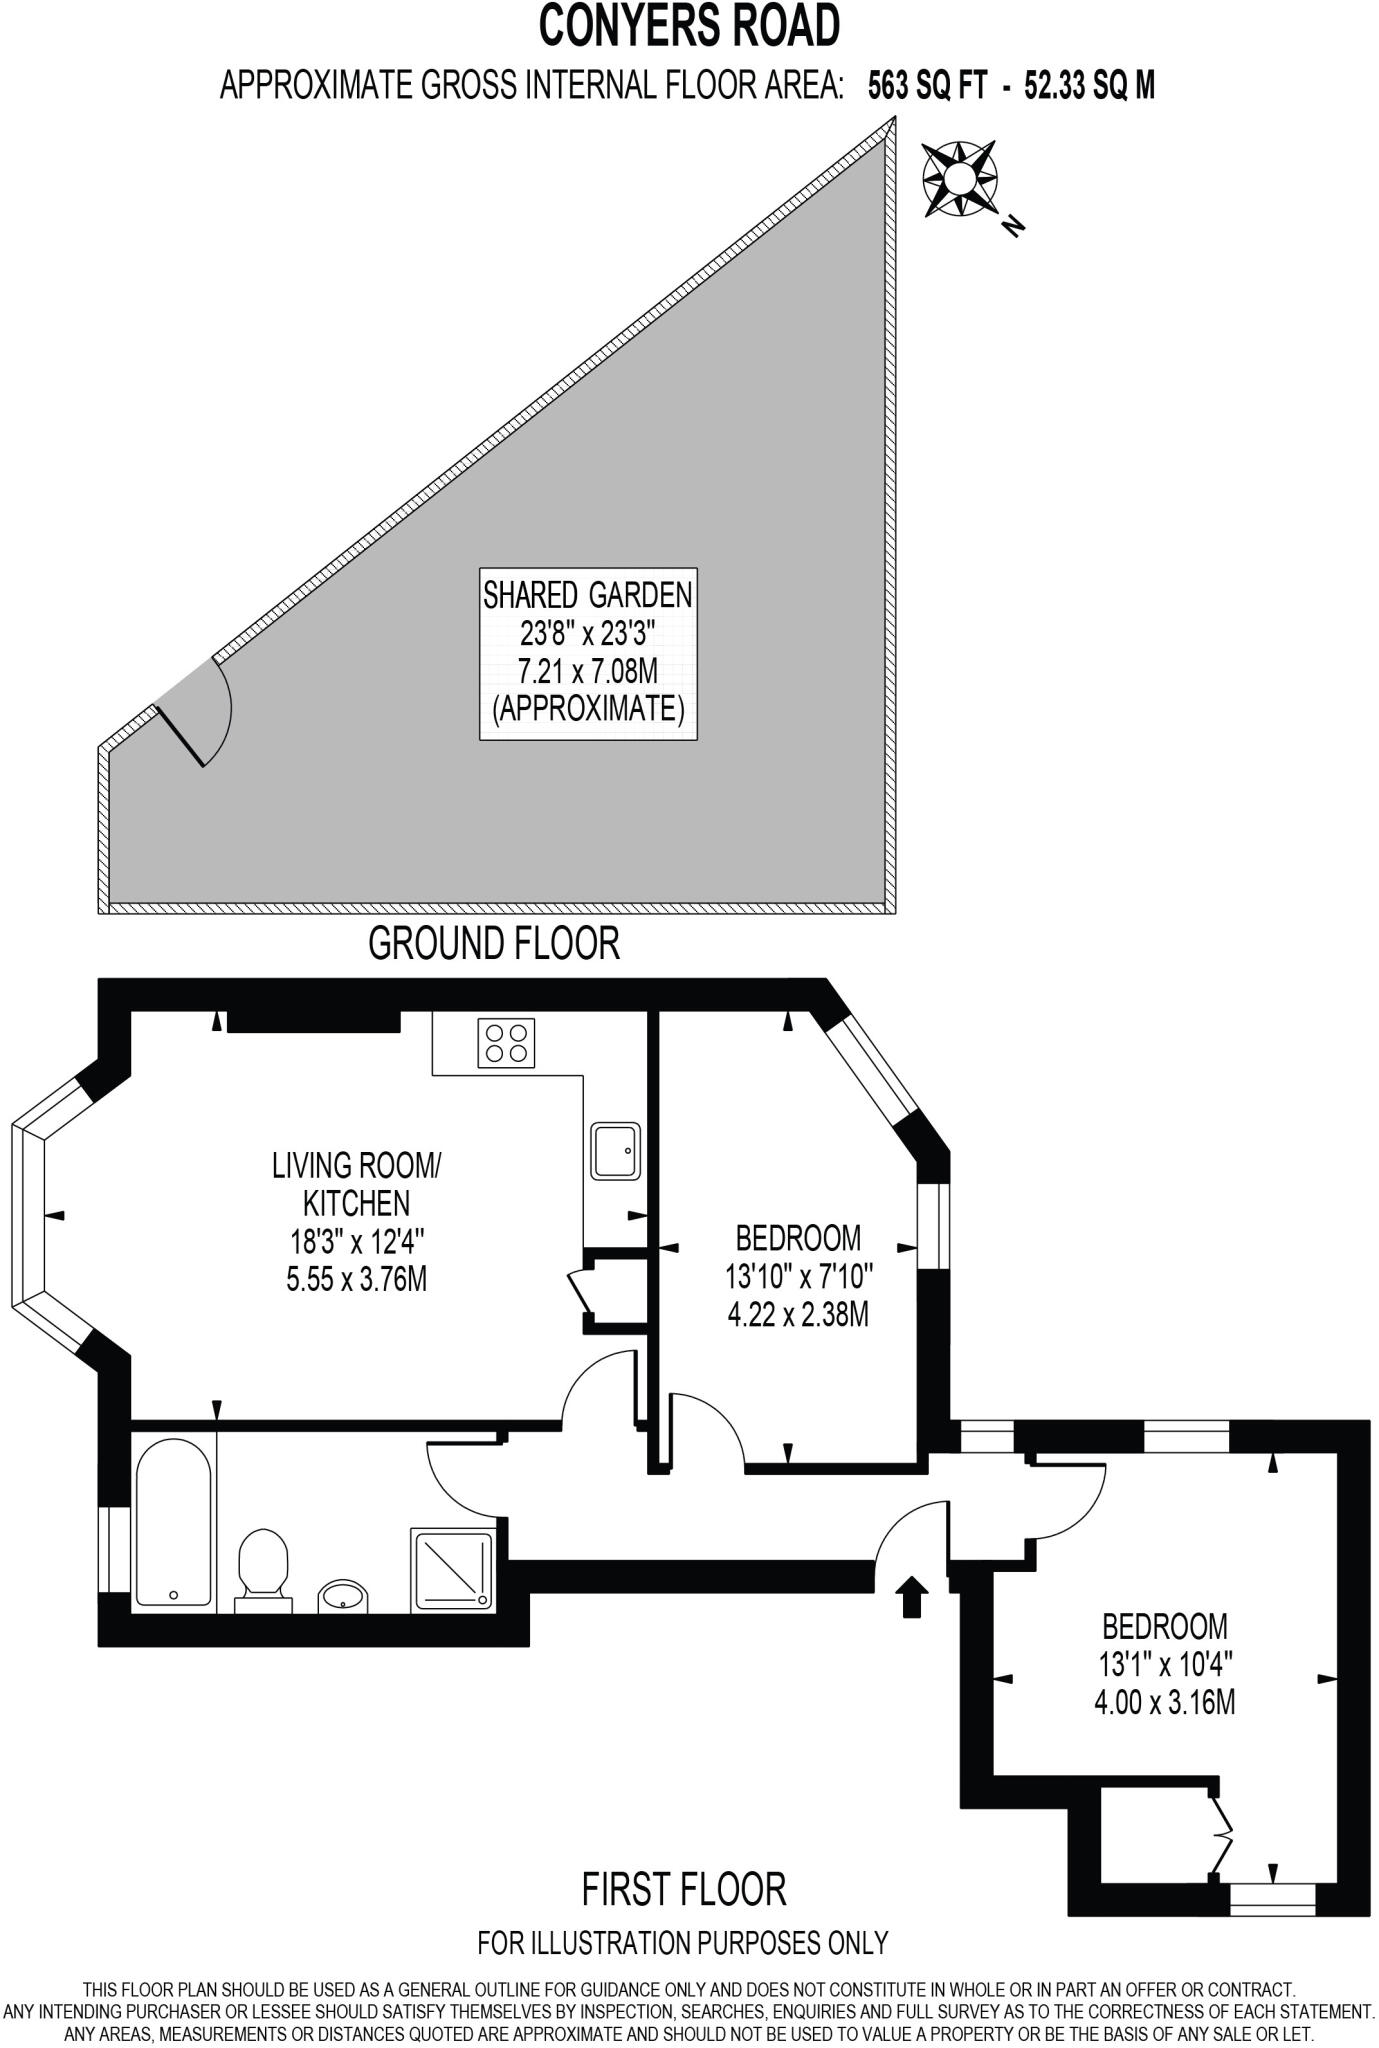 CONYERS ROAD
APPROXIMATE GROSS INTERNAL FLOOR AREA: 563 SQ FT - 52.33 SQ M
N
SHARED GARDEN
23'8" x 23'3"
7.21 x 7.08M
(APPROXIMATE)
GROUND FLOOR
LIVING ROOM/
KITCHEN
18'3" x 12'4"
5.55 x 3.76M
BEDROOM
13'10" x 7'10"
4.22 x 2.38M
BEDROOM
13'1" x 10'4"
4.00 x 3.16M
FIRST FLOOR
FOR ILLUSTRATION PURPOSES ONLY
THIS FLOOR PLAN SHOULD BE USED AS A GENERAL OUTLINE FOR GUIDANCE ONLY AND DOES NOT CONSTITUTE IN WHOLE OR IN PART AN OFFER OR CONTRACT.
ANY INTENDING PURCHASER OR LESSEE SHOULD SATISFY THEMSELVES BY INSPECTION, SEARCHES, ENQUIRIES AND FULL SURVEY AS TO THE CORRECTNESS OF EACH STATEMENT.
ANY AREAS, MEASUREMENTS OR DISTANCES QUOTED ARE APPROXIMATE AND SHOULD NOT BE USED TO VALUE A PROPERTY OR BE THE BASIS OF ANY SALE OR LET.